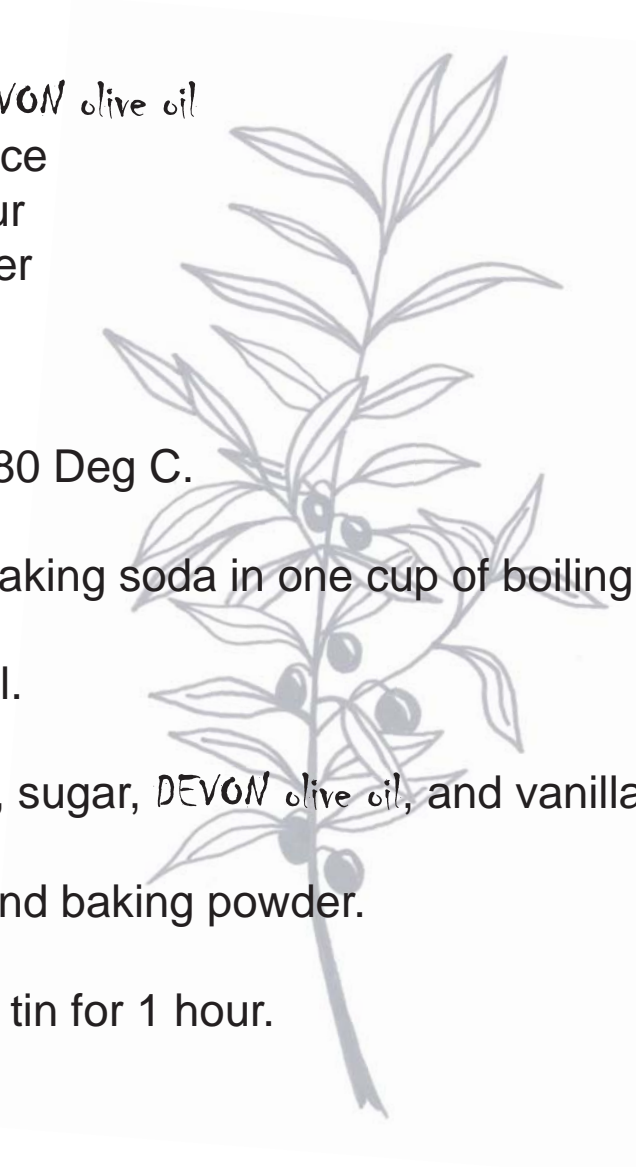 VON olive oil
ce
ur
er
80 Deg C.
aking soda in one cup of boiling
l.
, sugar, DEVON olive oil, and vanilla
nd baking powder.
tin for 1 hour.